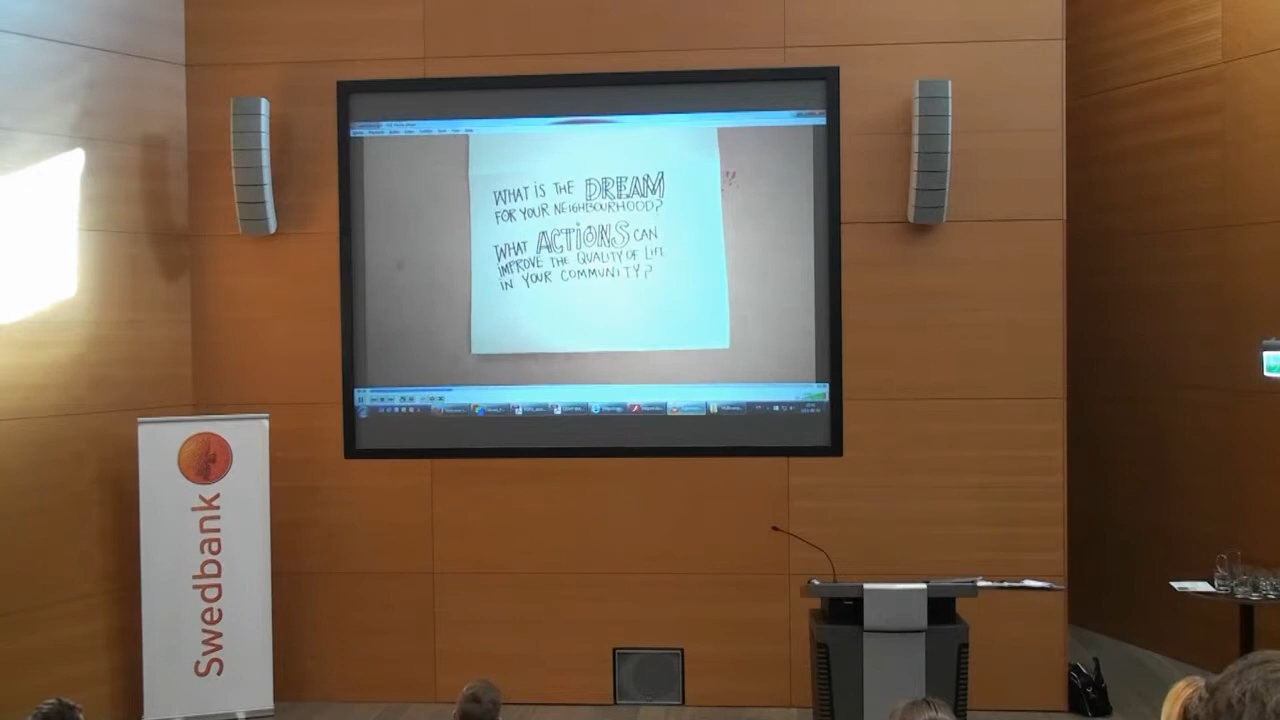 WHAT IS THE DREAM
FOR YOUR NEIGHBOURHOOD?
WHAT ACTIONS CAN
IMPROVE THE QUALITY OF LIFE
IN YOUR COMMUNITY?
Swedbank